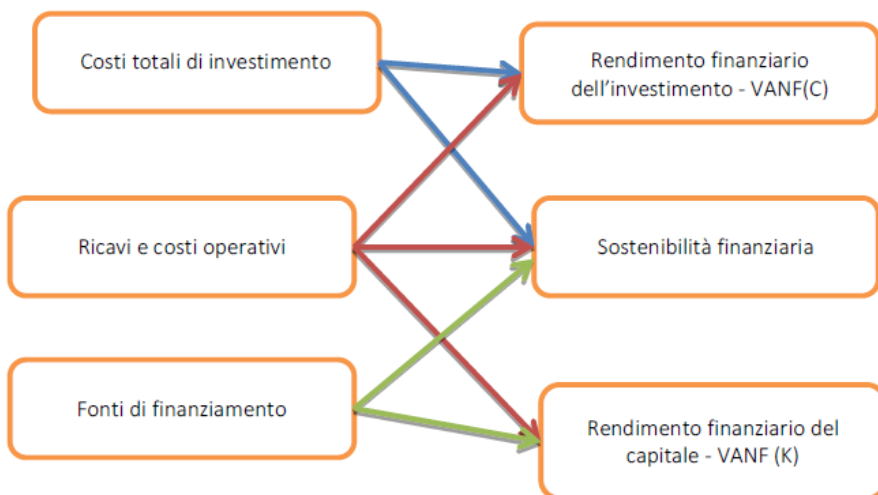 Costi totali di investimento
Rendimento finanziario
dell'investimento - VANF(C)
Ricavi e costi operativi
Sostenibilità finanziaria
Fonti di finanziamento
Rendimento finanziario del
capitale - VANF (K)